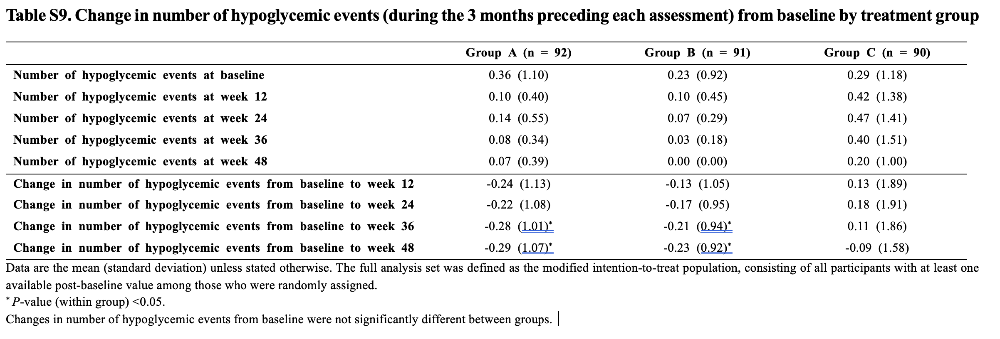 Table S9. Change in number of hypoglycemic events (during the 3 months preceding each assessment) from baseline by treatment group
Group A (n = 92) Group B (n = 91) Group C (n = 90)
Number of hypoglycemic events at baseline 0.36 (1.10) 0.23 (0.92) 0.29 (1.18)
Number of hypoglycemic events at week 12 0.10 (0.40) 0.10 (0.45) 0.42 (1.38)
Number of hypoglycemic events at week 24 0.14 (0.55) 0.07 (0.29) 0.47 (1.41)
Number of hypoglycemic events at week 36 0.08 (0.34) 0.03 (0.18) 0.40 (1.51)
Number of hypoglycemic events at week 48 0.07 (0.39) 0.00 (0.00) 0.20 (1.00)
Change in number of hypoglycemic events from baseline to week 12 -0.24 (1.13) -0.13 (1.05) 0.13 (1.89)
Change in number of hypoglycemic events from baseline to week 24 -0.22 (1.08) -0.17 (0.95) 0.18 (1.91)
Change in number of hypoglycemic events from baseline to week 36 -0.28 (1.01)* -0.21 (0.94)* 0.11 (1.86)
Change in number of hypoglycemic events from baseline to week 48 -0.29 (1.07)* -0.23 (0.92)* -0.09 (1.58)
Data are the mean (standard deviation) unless stated otherwise. The full analysis set was defined as the modified intention-to-treat population, consisting of all participants with at least one
available post-baseline value among those who were randomly assigned.
* P-value (within group) <0.05.
Changes in number of hypoglycemic events from baseline were not significantly different between groups.